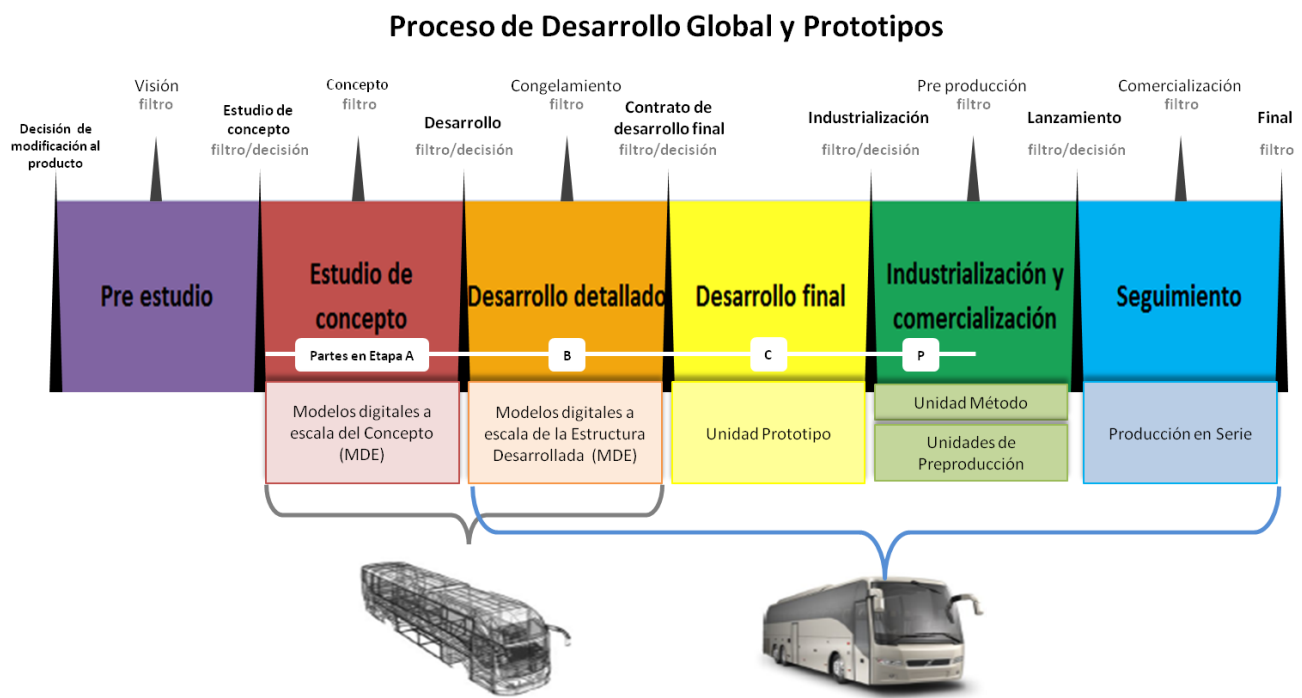 Proceso de Desarrollo Global y Prototipos
Visión
filtro
Concepto
filtro
Congelamiento
filtro
Pre producción
filtro
Comercialización
filtro
Decisión de
modificación al
producto
Estudio de
concepto
filtro/decisión
Desarrollo
filtro/decisión
Contrato de
desarrollo final
filtro/decisión
Industrialización
filtro/decisión
Lanzamiento
filtro/decisión
Final
filtro
Pre estudio
Estudio de
concepto
Desarrollo detallado
Desarrollo final
Industrialización y
comercialización
Seguimiento
Partes en Etapa A
B
C
P
Modelos digitales a
escala del Concepto
(MDE)
Modelos digitales a
escala de la Estructura
Desarrollada (MDE)
Unidad Prototipo
Unidad Método
Unidades de
Preproducción
Producción en Serie